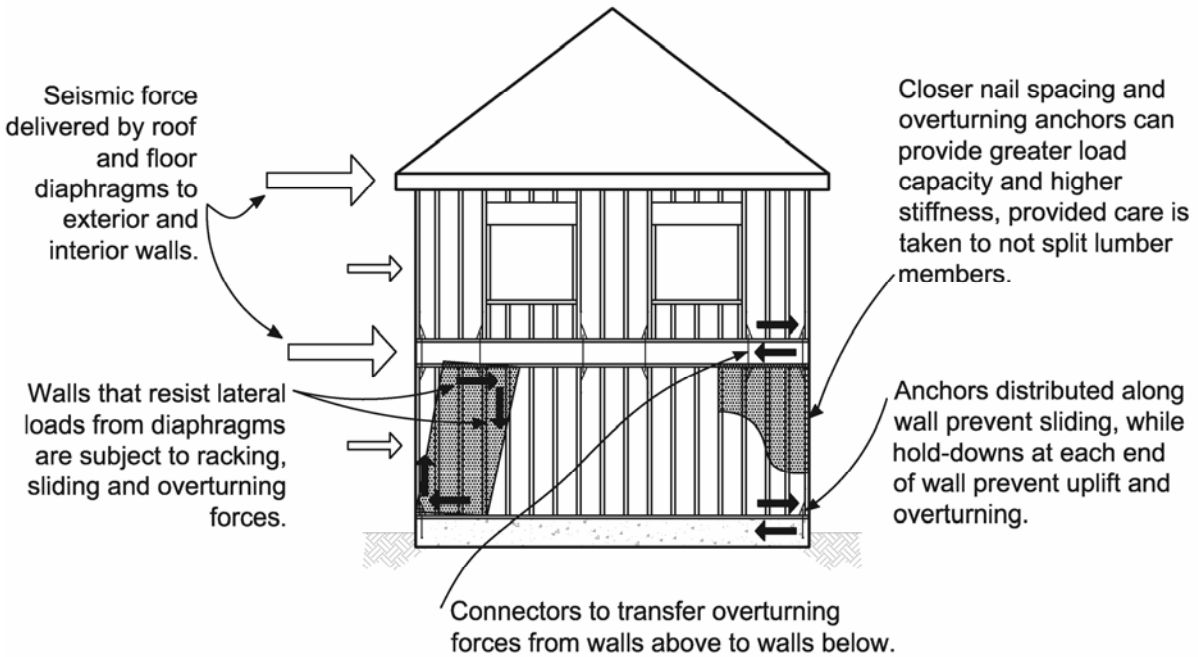 Seismic force
delivered by roof
and floor
diaphragms to
exterior and
interior walls.
Closer nail spacing and
overturning anchors can
provide greater load
capacity and higher
stiffness, provided care is
taken to not split lumber
members.
Walls that resist lateral
loads from diaphragms
are subject to racking,
sliding and overturning
forces.
Anchors distributed along
wall prevent sliding, while
hold-downs at each end
of wall prevent uplift and
overturning.
Connectors to transfer overturning
forces from walls above to walls below.